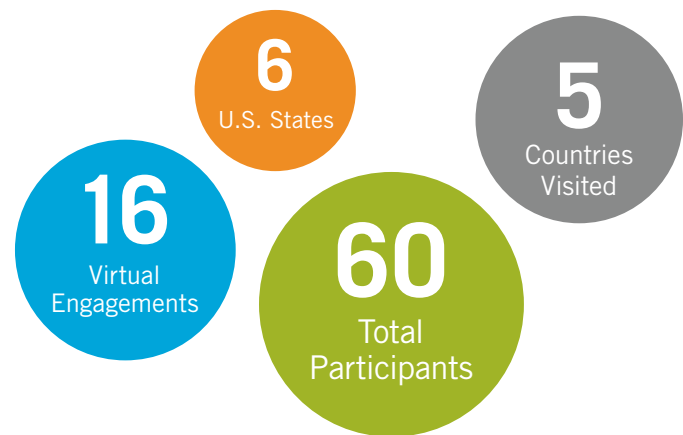 6
U.S. States
5
Countries
Visited
16
Virtual
Engagements
60
Total
Participants